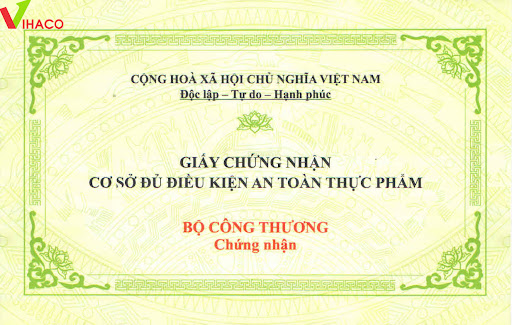 VIHACO
CỘNG HOÀ XÃ HỘI CHỦ NGHĨA VIỆT NAM
Độc lập – Tự do – Hạnh phúc
GIẤY CHỨNG NHẬN
CƠ SỞ ĐỦ ĐIỀU KIỆN AN TOÀN THỰC PHẨM
BỘ CÔNG THƯƠNG
Chứng nhận